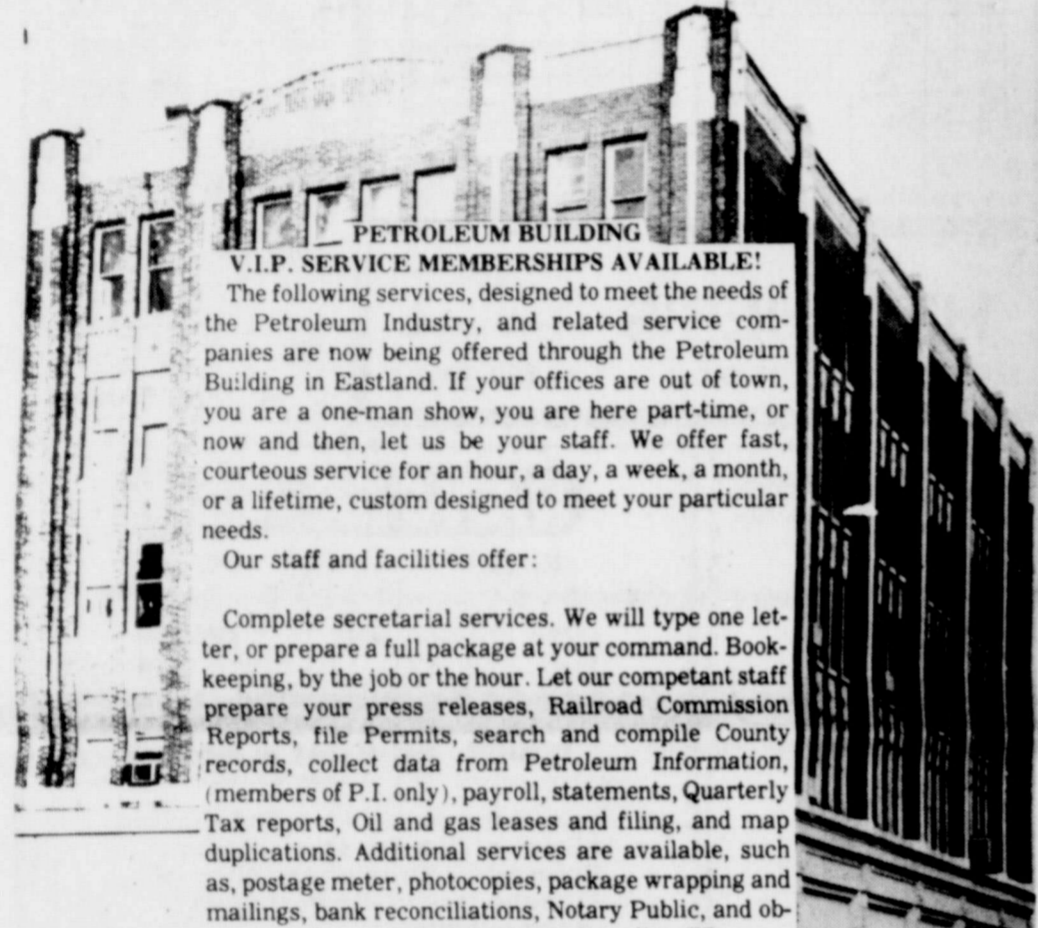 PETROLEUM BUILDING
V.I.P. SERVICE MEMBERSHIPS AVAILABLE!
The following services, designed to meet the needs of
the Petroleum Industry, and related service com-
panies are now being offered through the Petroleum
Building in Eastland. If your offices are out of town,
you are a one-man show, you are here part-time, or
now and then, let us be your staff. We offer fast,
courteous service for an hour, a day, a week, a month,
or a lifetime, custom designed to meet your particular
needs.
Our staff and facilities offer:
Complete secretarial services. We will type one let-
ter, or prepare a full package at your command. Book-
keeping, by the job or the hour. Let our competant staff
prepare your press releases, Railroad Commission
Reports, file Permits, search and compile County
records, collect data from Petroleum Information,
(members of P.I. only), payroll, statements, Quarterly
Tax reports, Oil and gas leases and filing, and map
duplications. Additional services are available, such
as, postage meter, photocopies, package wrapping and
mailings, bank reconciliations, Notary Public, and ob-